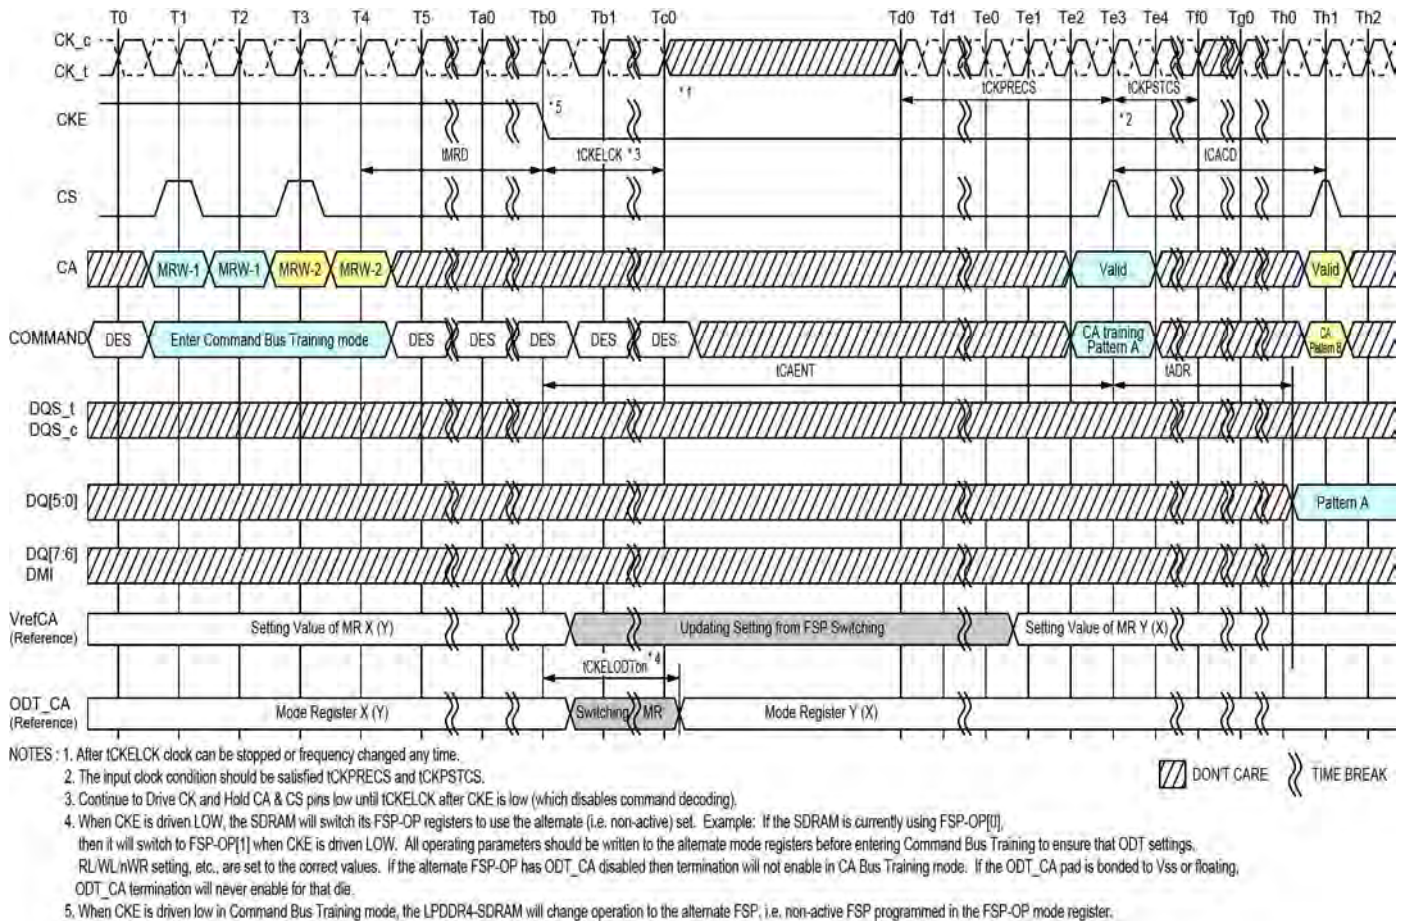 T0 T1 T2 T3 T4 T5 Ta0 Tb0 Tb1 Tc0 Td0 Td1 Te0 Te1 Te2 Te3 Te4 Tf0 Tg0 Th0 Th1 Th2
CK_c
CK_t
*1 tCKPRECS tCKPSTCS
CKE *5 *2
tMRD tCKELCK *3 tCACD
CS
CA MRW-1 MRW-1 MRW-2 MRW-2 Valid Valid
COMMAND DES Enter Command Bus Training mode DES DES DES DES DES CA training Pattern A CA Pattern B
tCAENT tADR
DQS_t
DQS_c
DQ[5:0] Pattern A
DQ[7:6]
DMI
VrefCA
(Reference) Setting Value of MR X (Y) Updating Setting from FSP Switching Setting Value of MR Y (X)
tCKELODTon *4
ODT_CA
(Reference) Mode Register X (Y) Switching MR Mode Register Y (X)
NOTES : 1. After tCKELCK clock can be stopped or frequency changed any time.
2. The input clock condition should be satisfied tCKPRECS and tCKPSTCS.
3. Continue to Drive CK and Hold CA & CS pins low until tCKELCK after CKE is low (which disables command decoding).
4. When CKE is driven LOW, the SDRAM will switch its FSP-OP registers to use the alternate (i.e. non-active) set. Example: If the SDRAM is currently using FSP-OP[0],
then it will switch to FSP-OP[1] when CKE is driven LOW. All operating parameters should be written to the alternate mode registers before entering Command Bus Training to ensure that ODT settings,
RL/WL/nWR setting, etc., are set to the correct values. If the alternate FSP-OP has ODT_CA disabled then termination will not enable in CA Bus Training mode. If the ODT_CA pad is bonded to Vss or floating,
ODT_CA termination will never enable for that die.
5. When CKE is driven low in Command Bus Training mode, the LPDDR4-SDRAM will change operation to the alternate FSP, i.e. non-active FSP programmed in the FSP-OP mode register.
DON'T CARE TIME BREAK